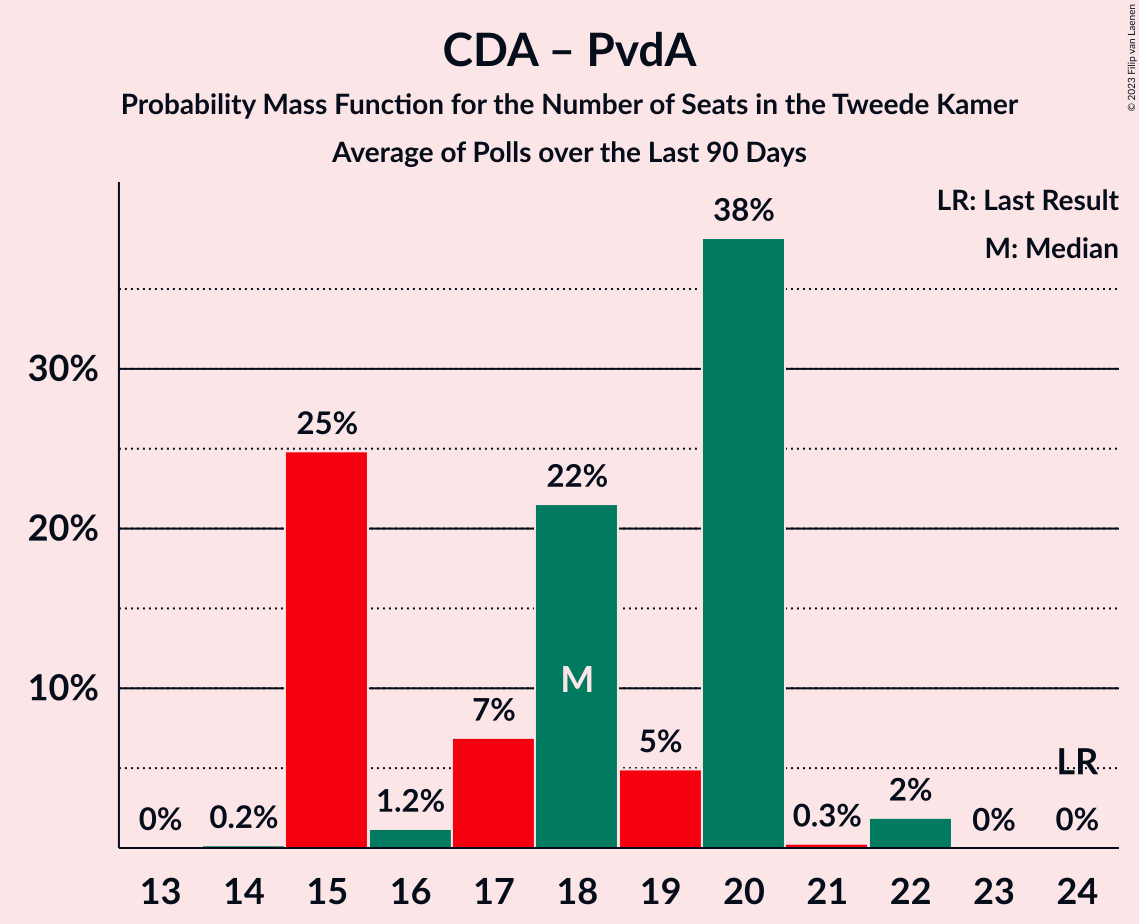 CDA – PvdA
Probability Mass Function for the Number of Seats in the Tweede Kamer
Average of Polls over the Last 90 Days
© 2023 Filip van Laenen
LR: Last Result
M: Median
38%
30%
25%
22%
20%
M
10%
7%
5%
LR
2%
1.2%
0.3%
0.2%
0%
0%
0%
13 14 15 16 17 18 19 20 21 22 23 24